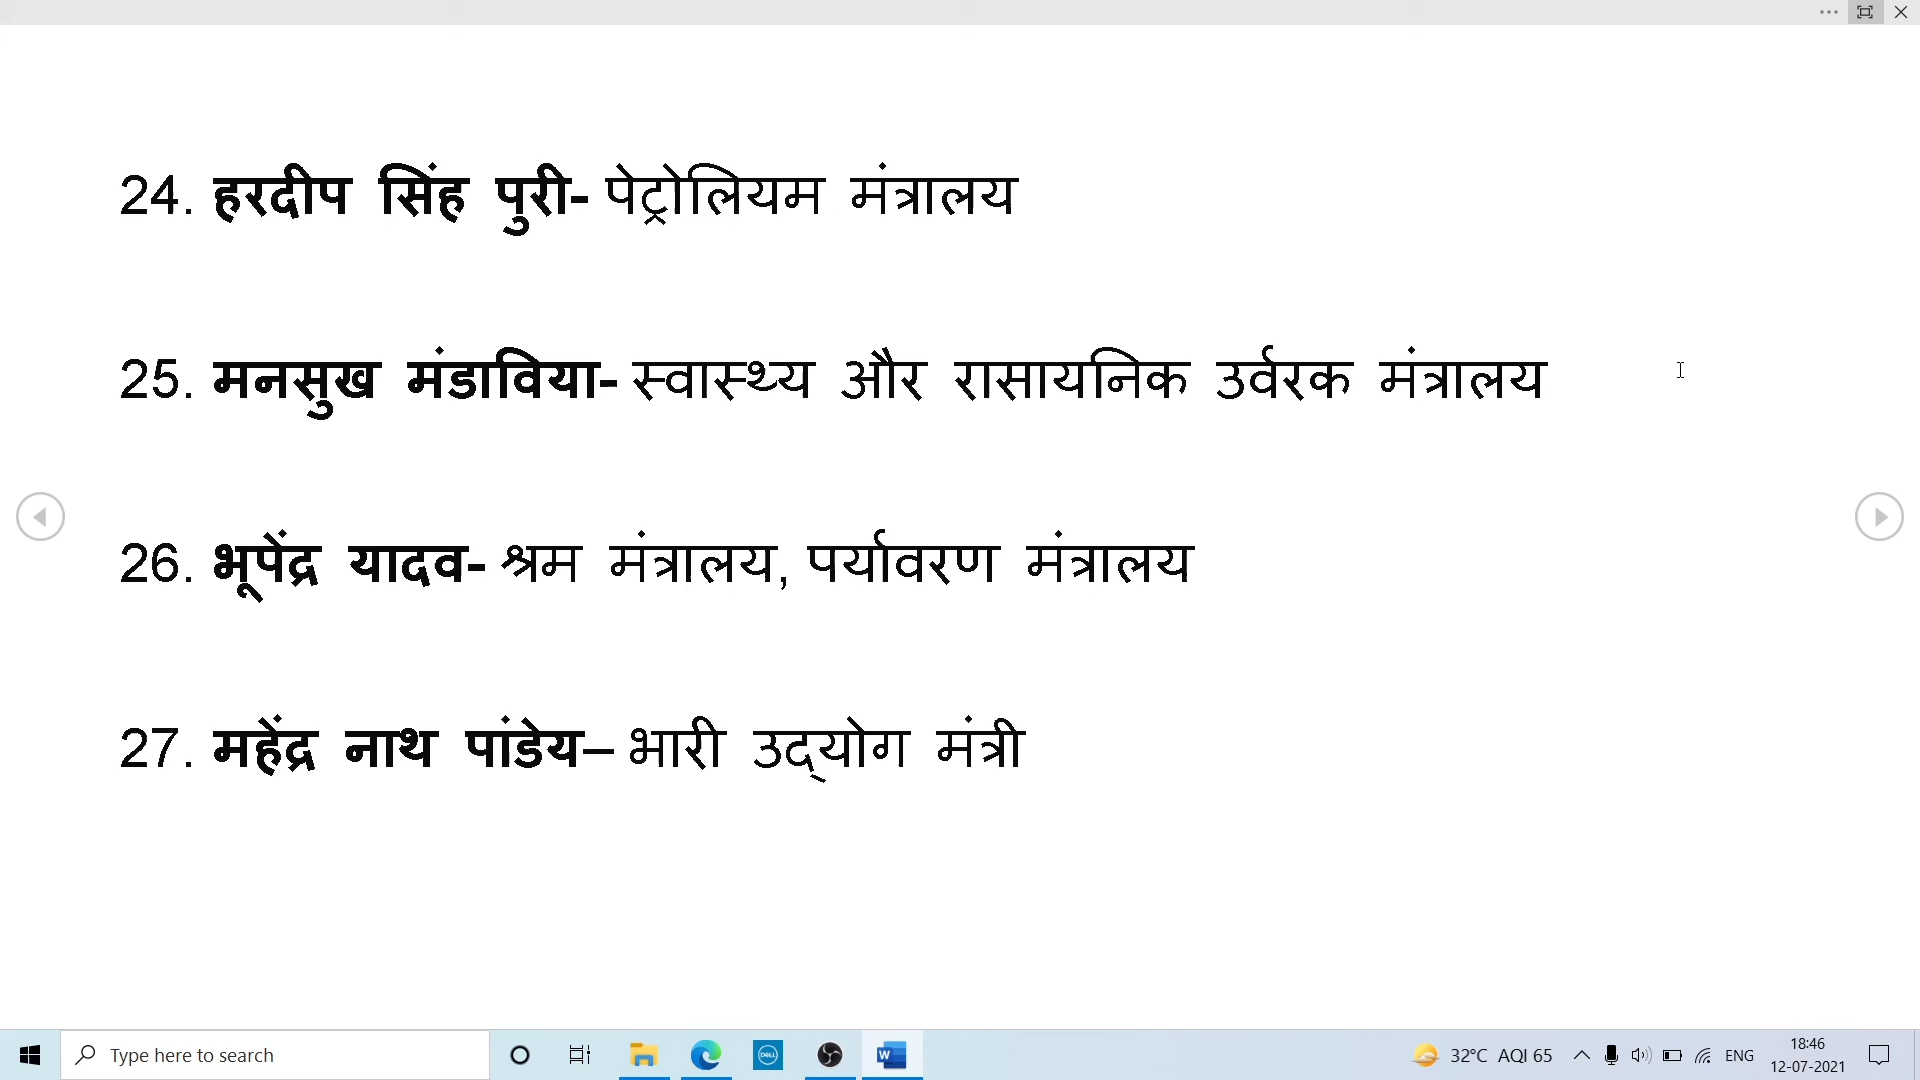 24. हरदीप सिंह पुरी- पेट्रोलियम मंत्रालय
25. मनसुख मंडाविया- स्वास्थ्य और रासायनिक उर्वरक मंत्रालय
26. भूपेंद्र यादव- श्रम मंत्रालय, पर्यावरण मंत्रालय
27. महेंद्र नाथ पांडेय– भारी उद्‌योग मंत्री
Type here to search
DELL
W
32°C AQI 65
ENG
18:46
12-07-2021